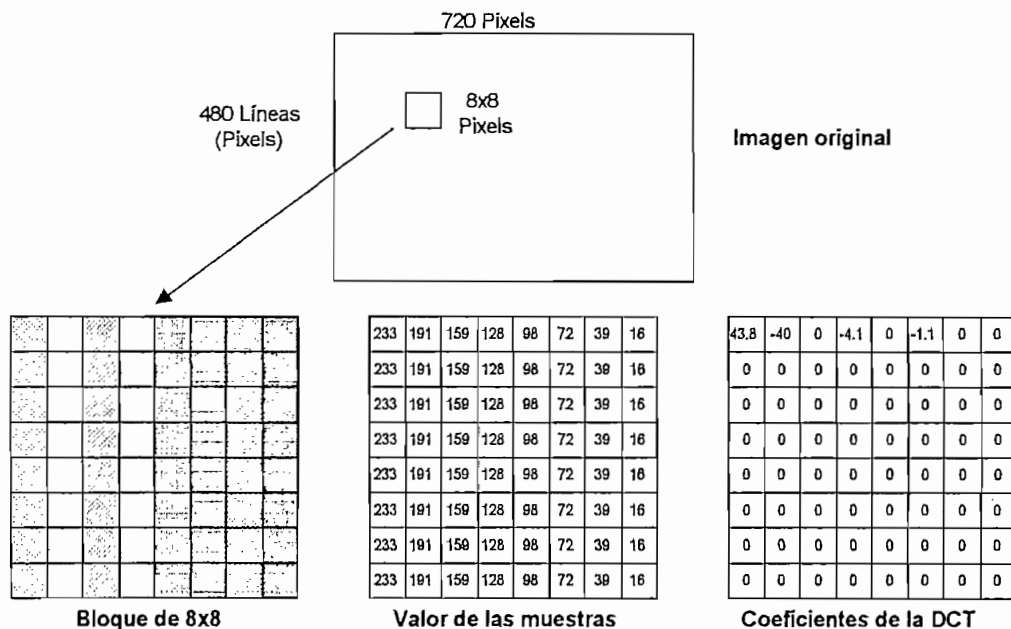 720 Pixels
480 Líneas
(Pixels)
8x8
Pixels
Imagen original
233 191 159 128 98 72 39 16
233 191 159 128 98 72 39 16
233 191 159 128 98 72 39 16
233 191 159 128 98 72 39 16
233 191 159 128 98 72 39 16
233 191 159 128 98 72 39 16
233 191 159 128 98 72 39 16
233 191 159 128 98 72 39 16
43,8 -40 0 -4.1 0 -1.1 0 0
0 0 0 0 0 0 0 0
0 0 0 0 0 0 0 0
0 0 0 0 0 0 0 0
0 0 0 0 0 0 0 0
0 0 0 0 0 0 0 0
0 0 0 0 0 0 0 0
0 0 0 0 0 0 0 0
Bloque de 8x8
Valor de las muestras
Coeficientes de la DCT